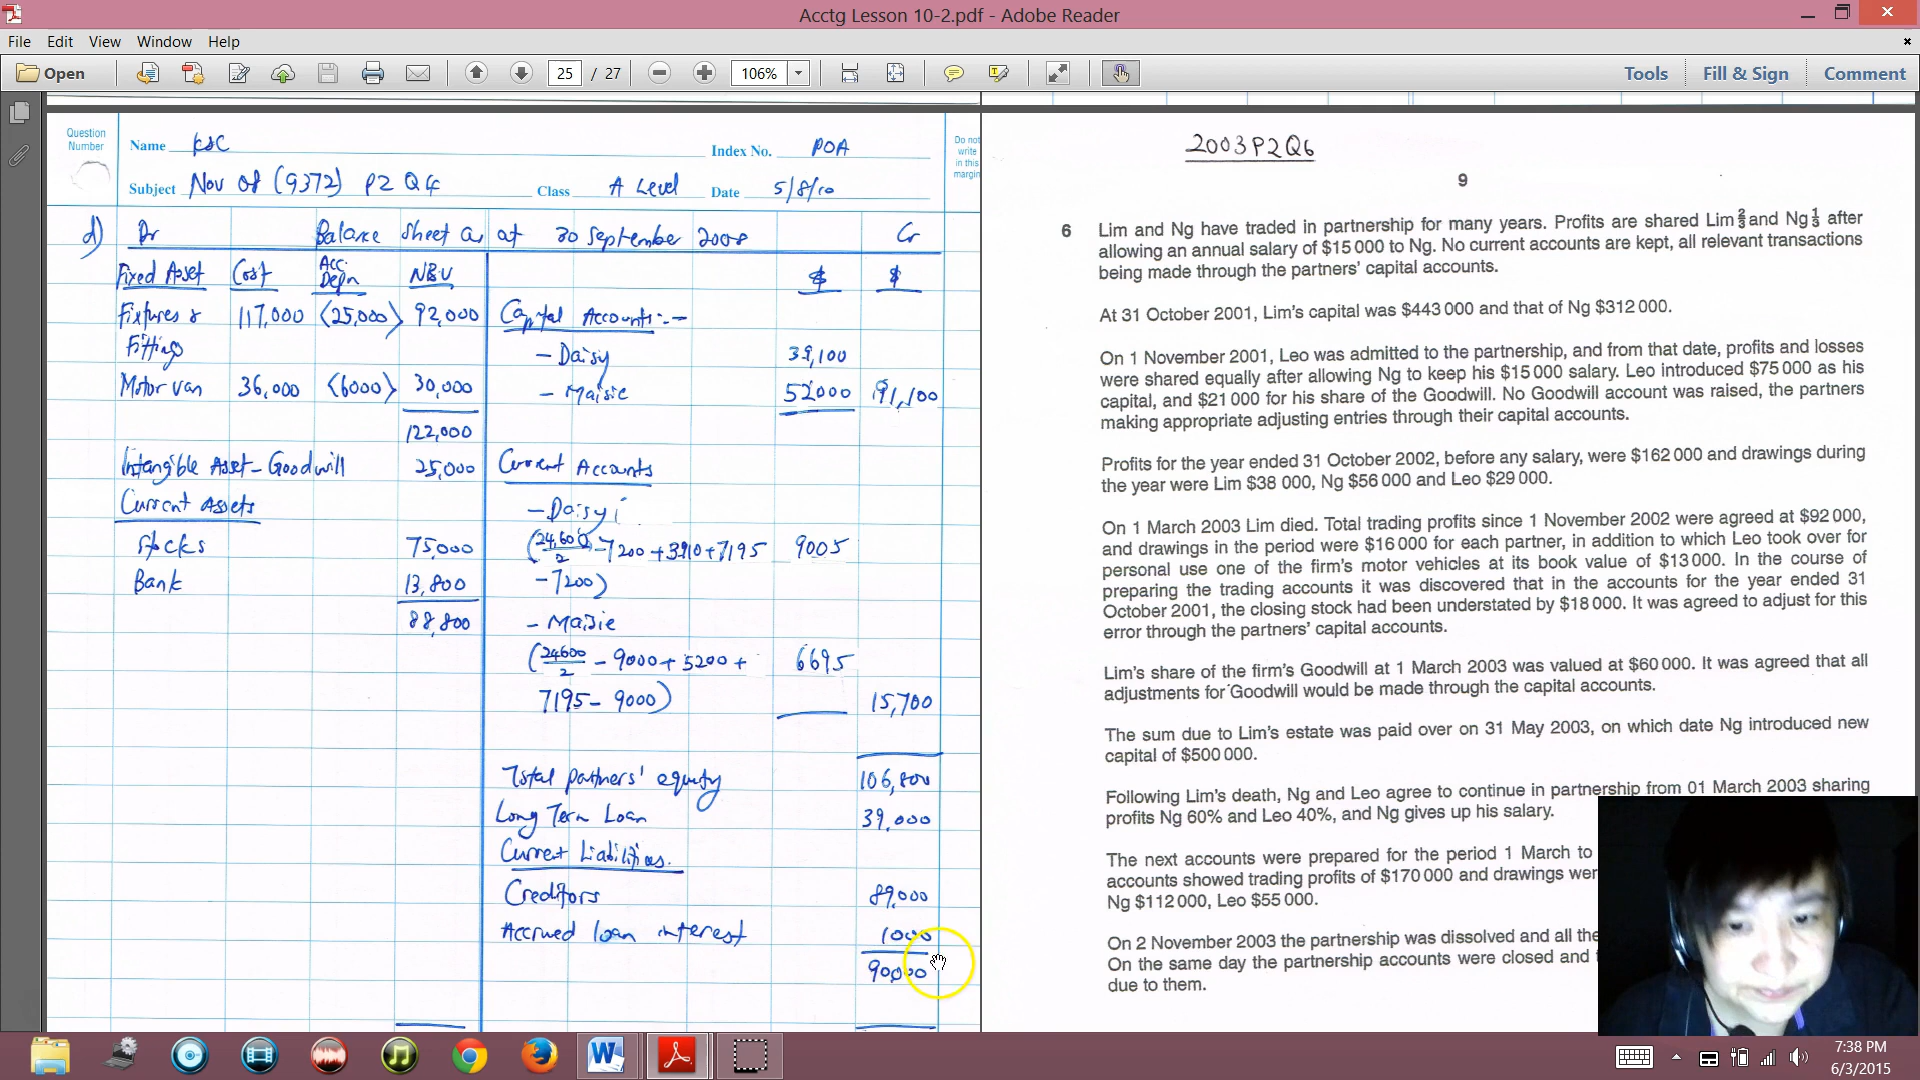 Acctg Lesson 10-2.pdf - Adobe Reader
File Edit View Window Help
Open 25 / 27 106% Tools Fill & Sign Comment
Question Number
Name KSC Index No. POA
Subject Nov 08 (9372) P2 Q4 Class A Level Date 5/8/10
Do not write in this margin
d) Dr Balance Sheet as at 30 September 2008 Cr
Fixed Asset Cost Acc. Depn N.B.V $ $
Fixtures & 117,000 (25,000) 92,000 Capital Accounts:-
Fittings - Daisy 39,100
Motor van 36,000 (6000) 30,000 - Maisie 52000 91,100
122,000
Intangible Asset - Goodwill 25,000 Current Accounts
Current Assets - Daisy
Stocks 75,000 (24,600/2 - 7200 + 3910 + 7195 9005
Bank 13,800 - 7200)
88,800 - Maisie
(24600/2 - 9000 + 5200 + 6695
7195 - 9000) 15,700
Total partners' equity 106,800
Long Term Loan 39,000
Current Liabilities.
Creditors 89,000
Accrued loan interest 1000
90,000
2003P2Q6
9
6 Lim and Ng have traded in partnership for many years. Profits are shared Lim ⅔ and Ng ⅓ after
allowing an annual salary of $15 000 to Ng. No current accounts are kept, all relevant transactions
being made through the partners' capital accounts.
At 31 October 2001, Lim's capital was $443 000 and that of Ng $312 000.
On 1 November 2001, Leo was admitted to the partnership, and from that date, profits and losses
were shared equally after allowing Ng to keep his $15 000 salary. Leo introduced $75 000 as his
capital, and $21 000 for his share of the Goodwill. No Goodwill account was raised, the partners
making appropriate adjusting entries through their capital accounts.
Profits for the year ended 31 October 2002, before any salary, were $162 000 and drawings during
the year were Lim $38 000, Ng $56 000 and Leo $29 000.
On 1 March 2003 Lim died. Total trading profits since 1 November 2002 were agreed at $92 000,
and drawings in the period were $16 000 for each partner, in addition to which Leo took over for
personal use one of the firm's motor vehicles at its book value of $13 000. In the course of
preparing the trading accounts it was discovered that in the accounts for the year ended 31
October 2001, the closing stock had been understated by $18 000. It was agreed to adjust for this
error through the partners' capital accounts.
Lim's share of the firm's Goodwill at 1 March 2003 was valued at $60 000. It was agreed that all
adjustments for Goodwill would be made through the capital accounts.
The sum due to Lim's estate was paid over on 31 May 2003, on which date Ng introduced new
capital of $500 000.
Following Lim's death, Ng and Leo agree to continue in partnership from 01 March 2003 sharing
profits Ng 60% and Leo 40%, and Ng gives up his salary.
The next accounts were prepared for the period 1 March to
accounts showed trading profits of $170 000 and drawings wer
Ng $112 000, Leo $55 000.
On 2 November 2003 the partnership was dissolved and all the
On the same day the partnership accounts were closed and
due to them.
7:38 PM
6/3/2015